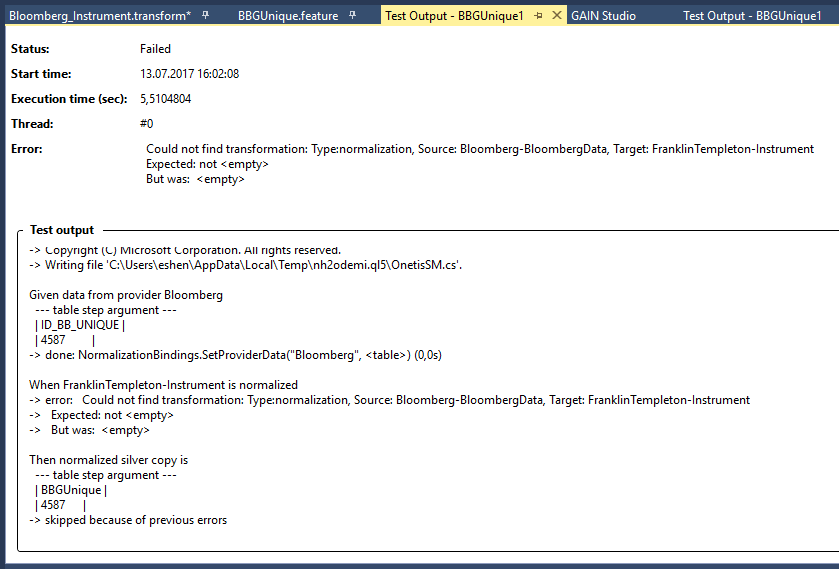 Bloomberg_Instrument.transform* BBGUnique.feature Test Output - BBGUnique1 GAIN Studio Test Output - BBGUnique1
Status: Failed
Start time: 13.07.2017 16:02:08
Execution time (sec): 5,5104804
Thread: #0
Error: Could not find transformation: Type:normalization, Source: Bloomberg-BloombergData, Target: FranklinTempleton-Instrument
Expected: not <empty>
But was: <empty>
Test output
-> Copyright (C) Microsoft Corporation. All rights reserved.
-> Writing file 'C:\Users\eshen\AppData\Local\Temp\nh2odemi.ql5\OnetisSM.cs'.
Given data from provider Bloomberg
--- table step argument ---
| ID_BB_UNIQUE |
| 4587 |
-> done: NormalizationBindings.SetProviderData("Bloomberg", <table>) (0,0s)
When FranklinTempleton-Instrument is normalized
-> error: Could not find transformation: Type:normalization, Source: Bloomberg-BloombergData, Target: FranklinTempleton-Instrument
-> Expected: not <empty>
-> But was: <empty>
Then normalized silver copy is
--- table step argument ---
| BBGUnique |
| 4587 |
-> skipped because of previous errors